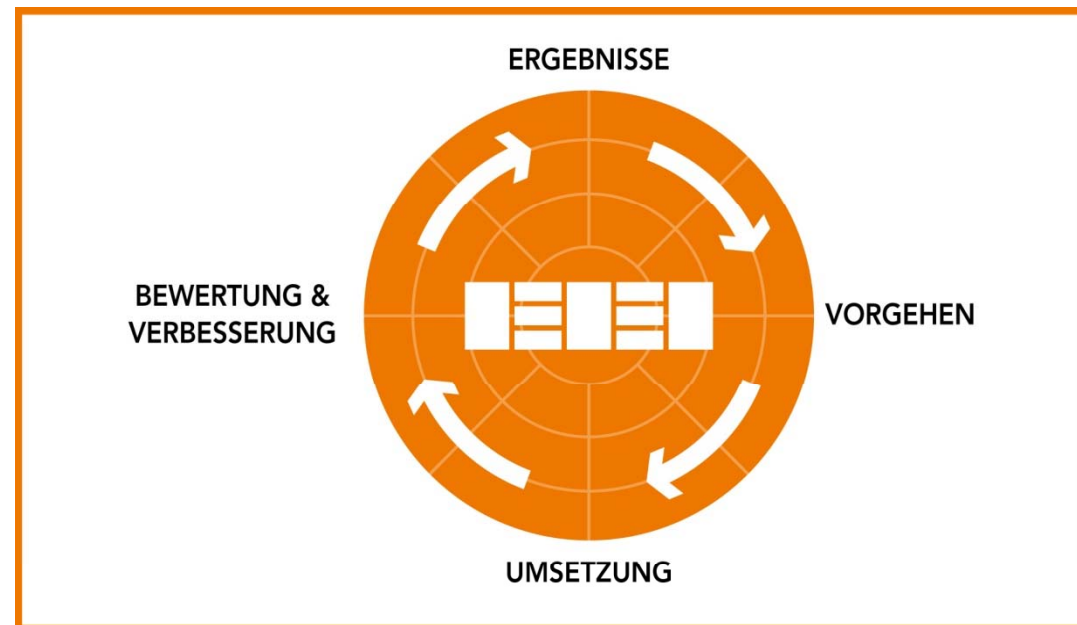 ERGEBNISSE
BEWERTUNG &
VERBESSERUNG
VORGEHEN
UMSETZUNG